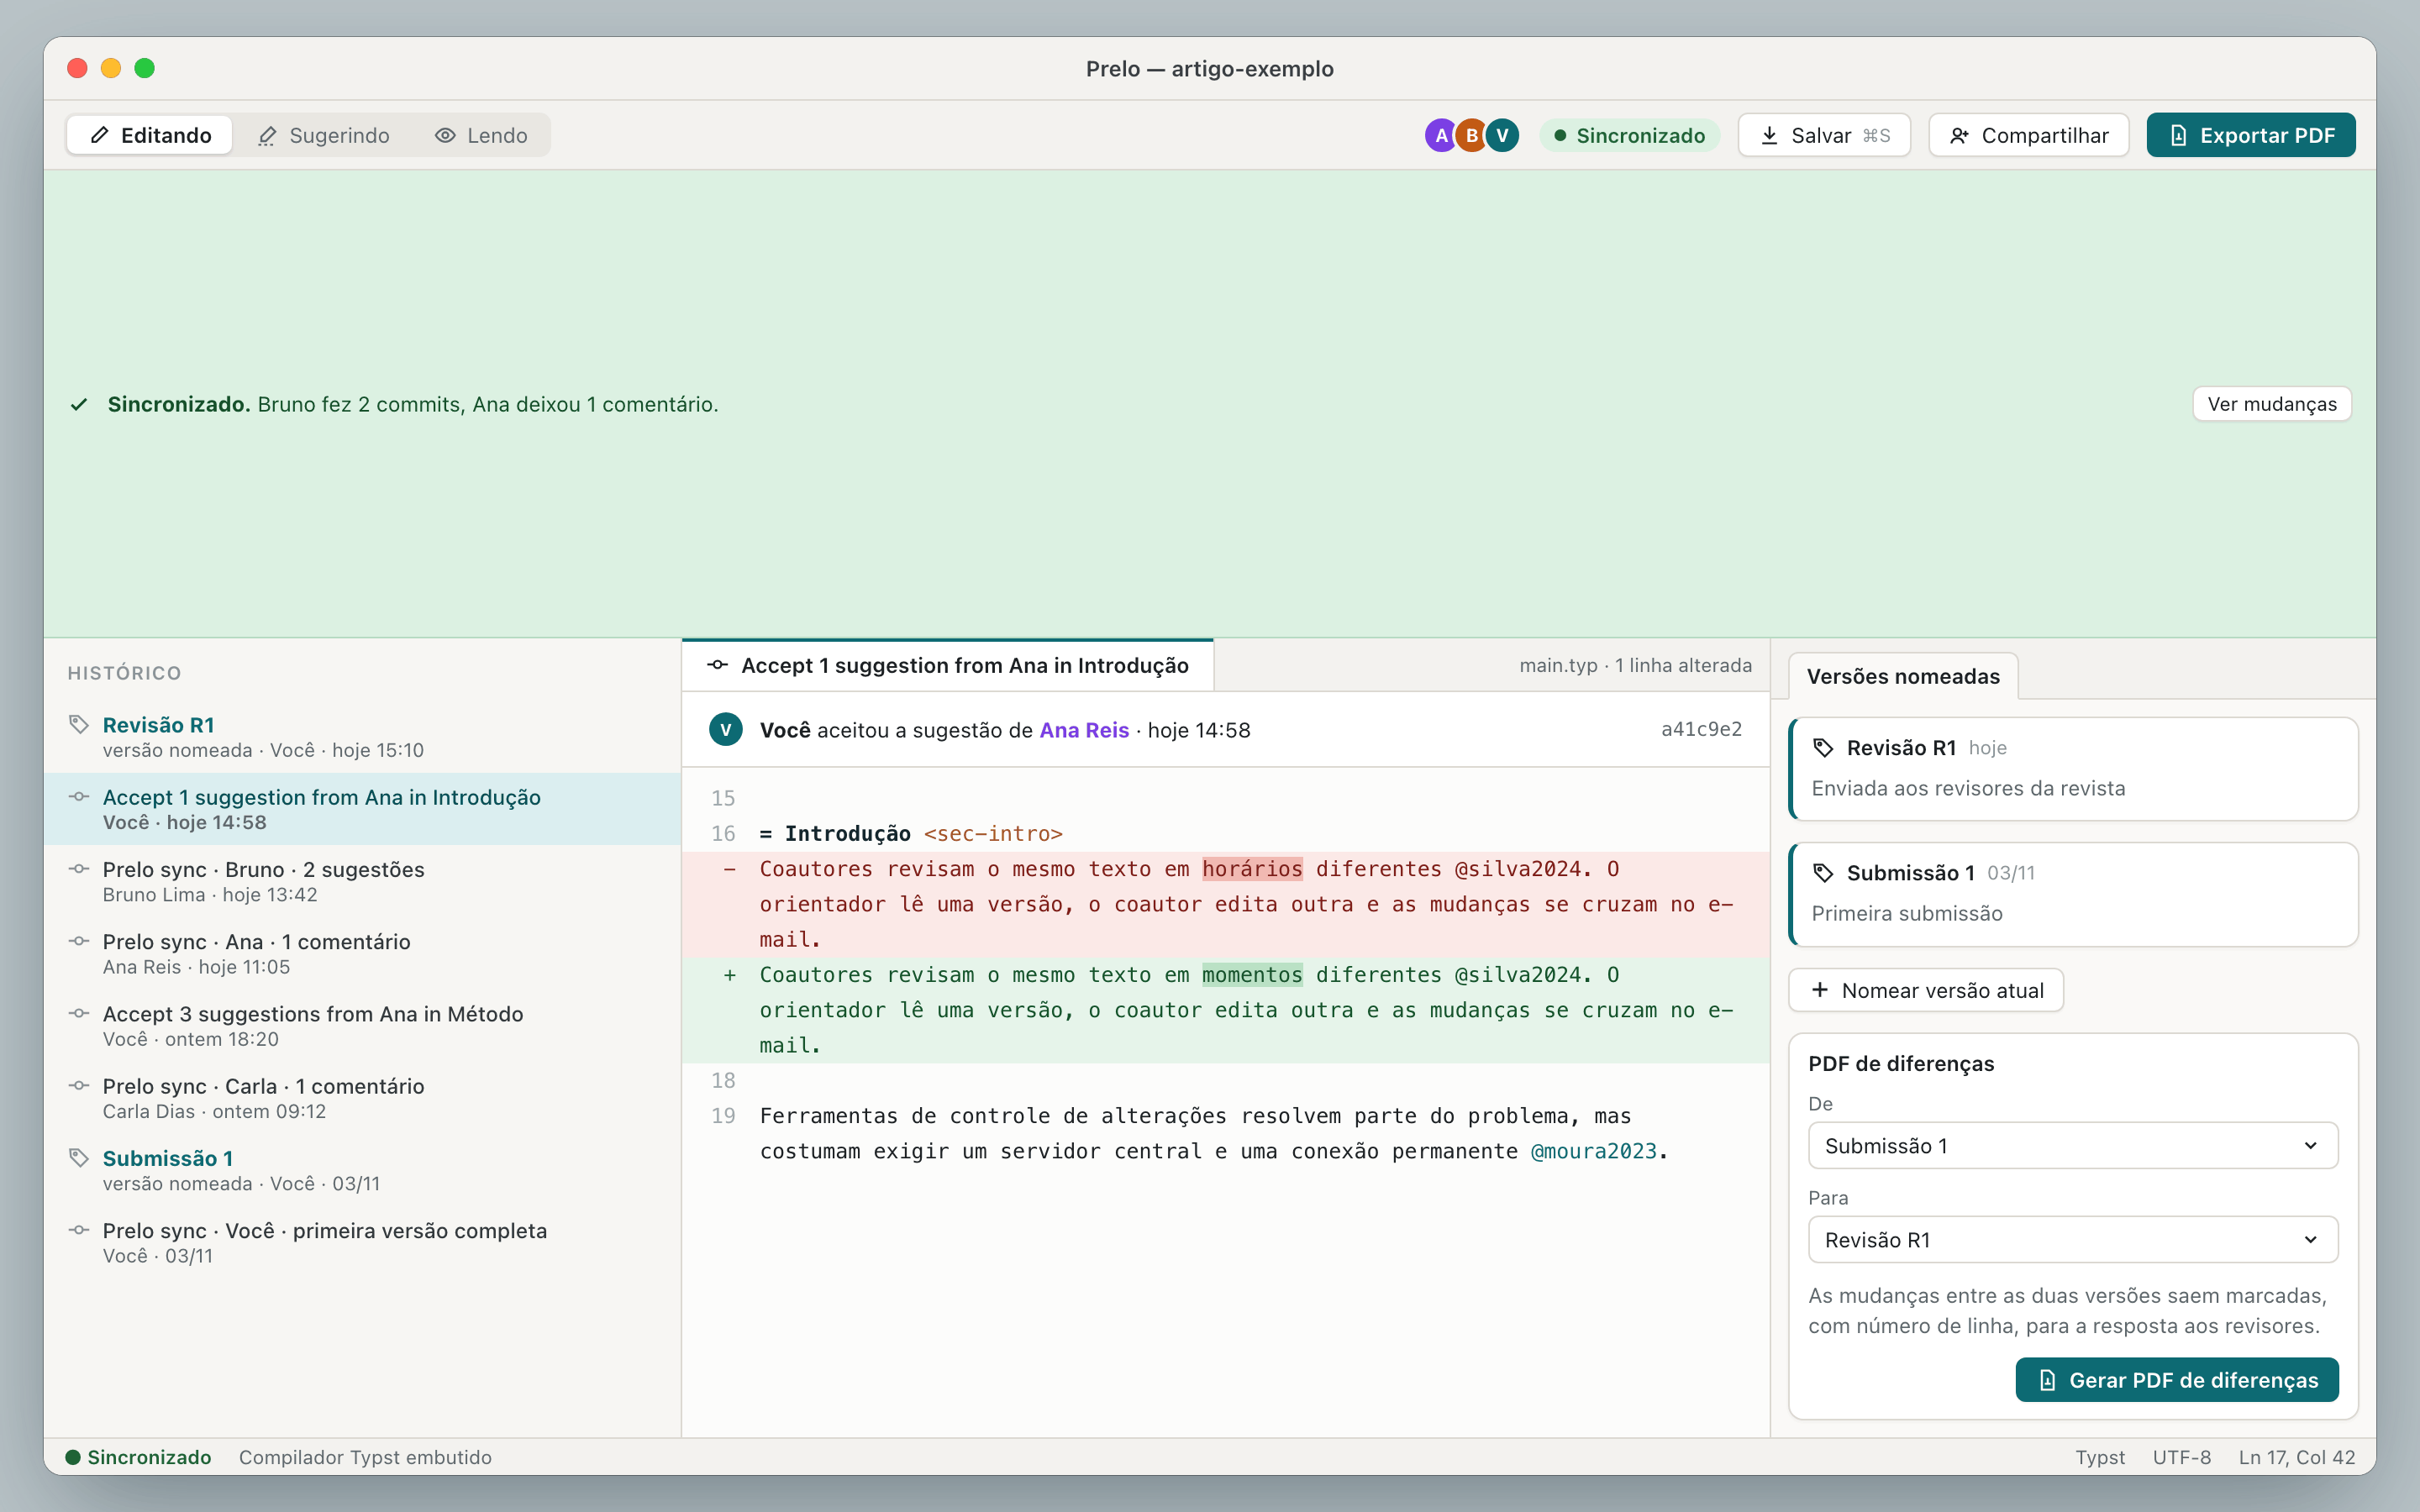 Prelo — artigo-exemplo
Editando
Sugerindo
Lendo
A
B
V
Sincronizado
Salvar ⌘S
Compartilhar
Exportar PDF
Sincronizado. Bruno fez 2 commits, Ana deixou 1 comentário.
Ver mudanças
HISTÓRICO
Revisão R1
versão nomeada · Você · hoje 15:10
Accept 1 suggestion from Ana in Introdução
Você · hoje 14:58
Prelo sync · Bruno · 2 sugestões
Bruno Lima · hoje 13:42
Prelo sync · Ana · 1 comentário
Ana Reis · hoje 11:05
Accept 3 suggestions from Ana in Método
Você · ontem 18:20
Prelo sync · Carla · 1 comentário
Carla Dias · ontem 09:12
Submissão 1
versão nomeada · Você · 03/11
Prelo sync · Você · primeira versão completa
Você · 03/11
Accept 1 suggestion from Ana in Introdução
main.typ · 1 linha alterada
V
Você aceitou a sugestão de Ana Reis · hoje 14:58
a41c9e2
15
16 = Introdução <sec-intro>
− Coautores revisam o mesmo texto em horários diferentes @silva2024. O
orientador lê uma versão, o coautor edita outra e as mudanças se cruzam no e-
mail.
+ Coautores revisam o mesmo texto em momentos diferentes @silva2024. O
orientador lê uma versão, o coautor edita outra e as mudanças se cruzam no e-
mail.
18
19 Ferramentas de controle de alterações resolvem parte do problema, mas
costumam exigir um servidor central e uma conexão permanente @moura2023.
Versões nomeadas
Revisão R1 hoje
Enviada aos revisores da revista
Submissão 1 03/11
Primeira submissão
+ Nomear versão atual
PDF de diferenças
De
Submissão 1
Para
Revisão R1
As mudanças entre as duas versões saem marcadas,
com número de linha, para a resposta aos revisores.
Gerar PDF de diferenças
Sincronizado
Compilador Typst embutido
Typst
UTF-8
Ln 17, Col 42